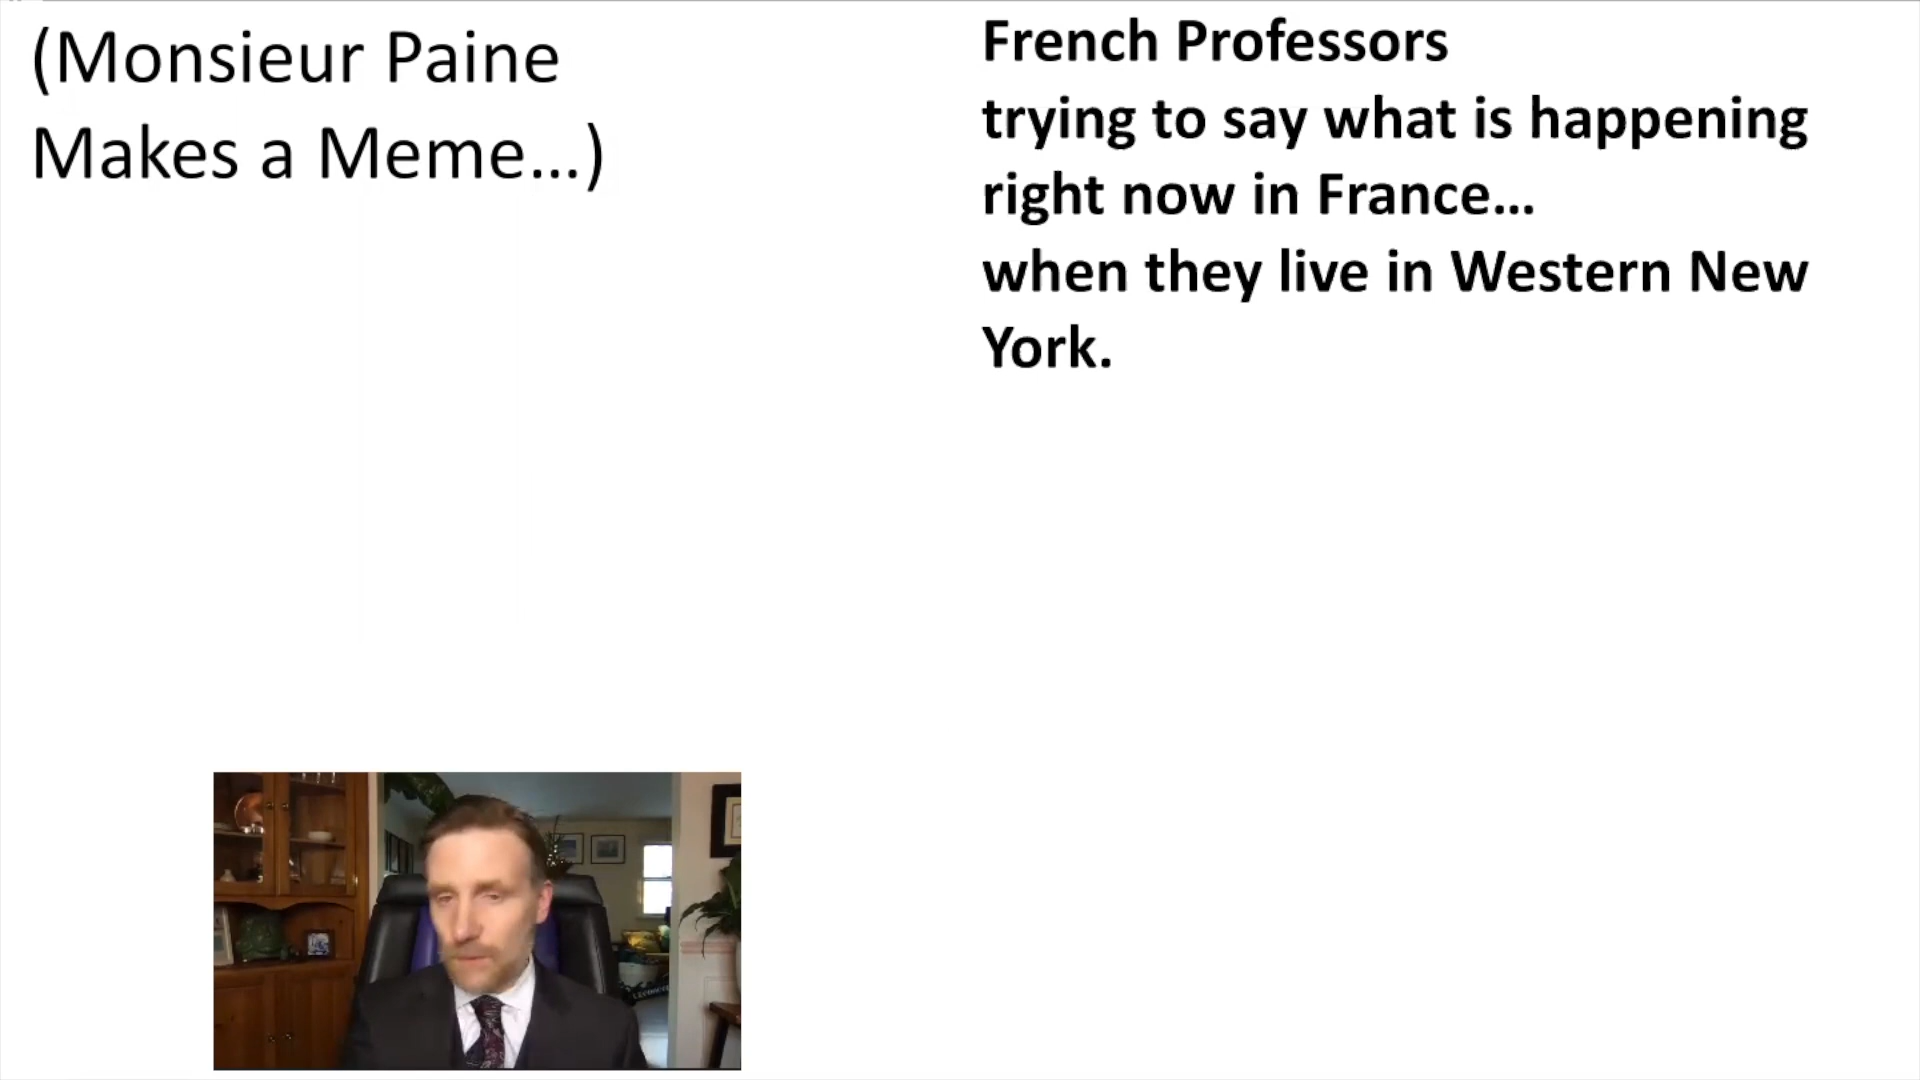 (Monsieur Paine
Makes a Meme...)
French Professors
trying to say what is happening
right now in France...
when they live in Western New
York.